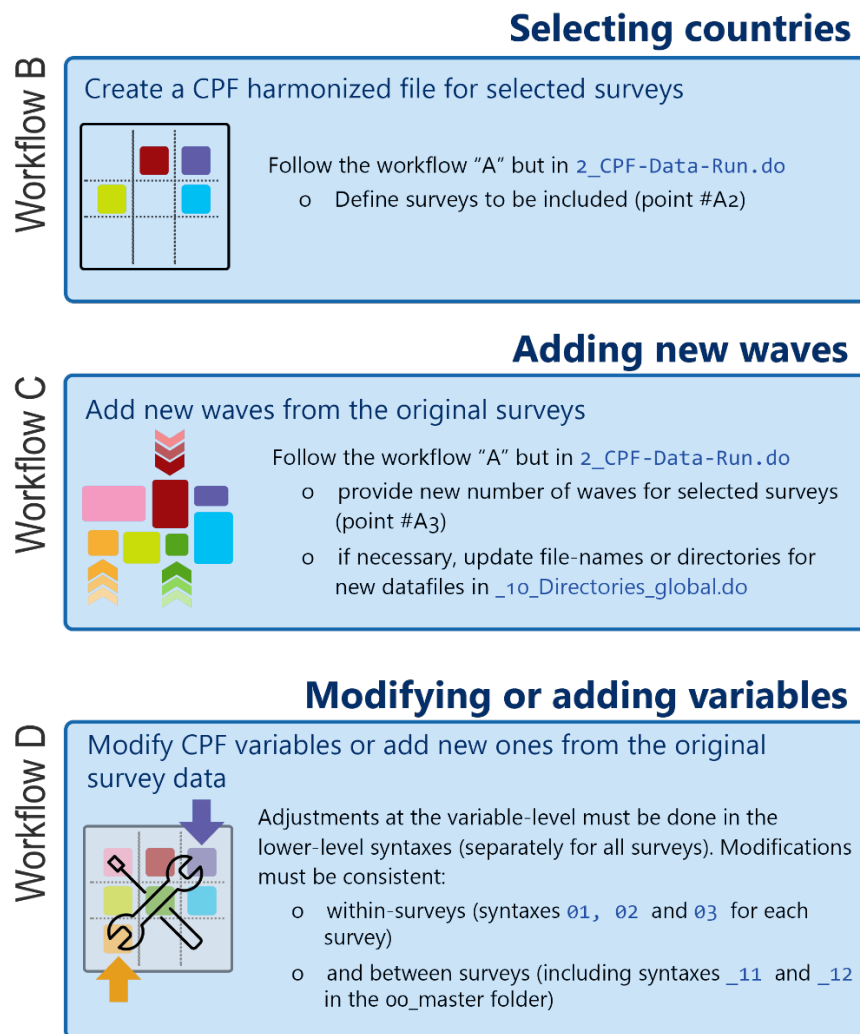 Selecting countries
Workflow B
Create a CPF harmonized file for selected surveys
Follow the workflow “A” but in 2_CPF-Data-Run.do
o Define surveys to be included (point #A2)
Adding new waves
Workflow C
Add new waves from the original surveys
Follow the workflow “A” but in 2_CPF-Data-Run.do
o provide new number of waves for selected surveys
(point #A3)
o if necessary, update file-names or directories for
new datafiles in _10_Directories_global.do
Modifying or adding variables
Workflow D
Modify CPF variables or add new ones from the original
survey data
Adjustments at the variable-level must be done in the
lower-level syntaxes (separately for all surveys). Modifications
must be consistent:
o within-surveys (syntaxes 01, 02 and 03 for each
survey)
o and between surveys (including syntaxes _11 and _12
in the 00_master folder)